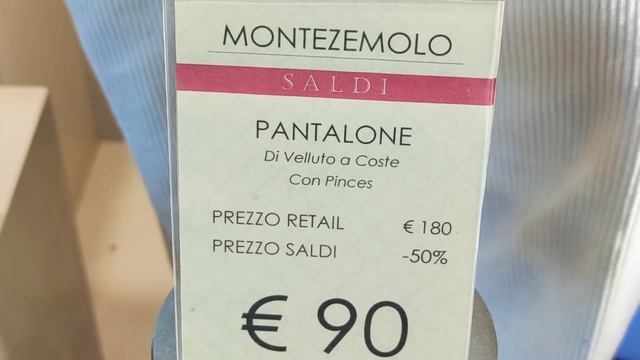 MONTEZEMOLO
SALDI
PANTALONE
Di Velluto a Coste
Con Pinces
PREZZO RETAIL € 180
PREZZO SALDI -50%
€ 90